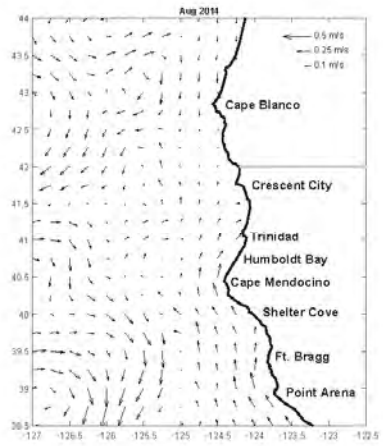 Aug 2014
44
0.5 m/s
0.25 m/s
43.5
0.1 m/s
43
Cape Blanco
42.5
42
Crescent City
41.5
Trinidad
41
Humboldt Bay
40.5
Cape Mendocino
Shelter Cove
40
39.5
Ft. Bragg
39
Point Arena
38.5
-127 -126.5 -126 -125.5 -125 -124.5 -124 -123.5 -123 -122.5